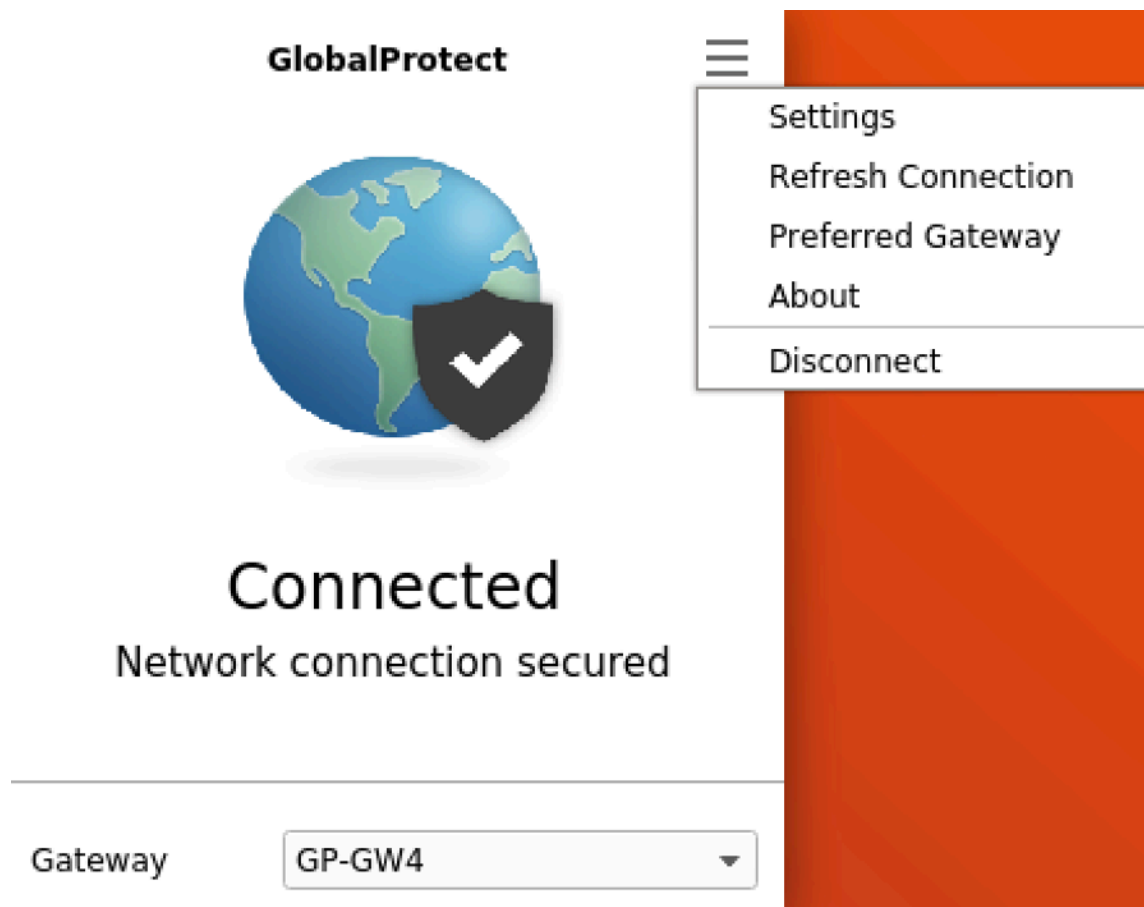 GlobalProtect
Settings
Refresh Connection
Preferred Gateway
About
Disconnect
Connected
Network connection secured
Gateway
GP-GW4